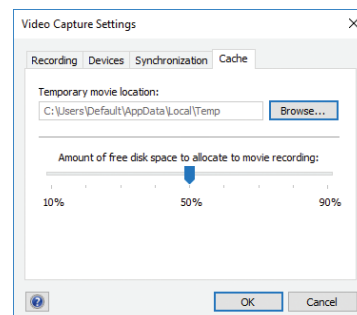 Video Capture Settings
Recording Devices Synchronization Cache
Temporary movie location:
C:\Users\Default\AppData\Local\Temp Browse...
Amount of free disk space to allocate to movie recording:
10% 50% 90%
OK Cancel